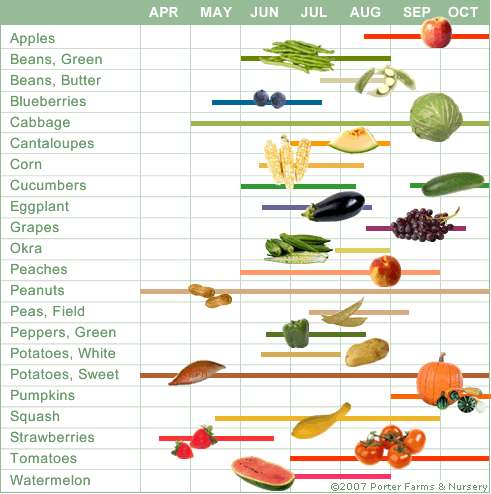 APR MAY JUN JUL AUG SEP OCT
Apples
Beans, Green
Beans, Butter
Blueberries
Cabbage
Cantaloupes
Corn
Cucumbers
Eggplant
Grapes
Okra
Peaches
Peanuts
Peas, Field
Peppers, Green
Potatoes, White
Potatoes, Sweet
Pumpkins
Squash
Strawberries
Tomatoes
Watermelon
©2007 Porter Farms & Nursery